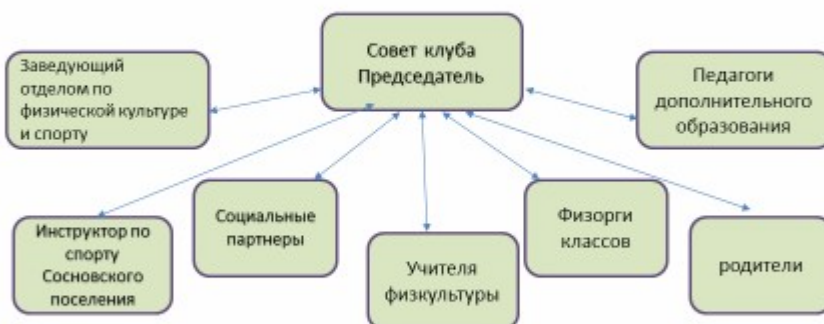 Совет клуба
Председатель
Заведующий
отделом по
физической культуре
и спорту
Педагоги
дополнительного
образования
Инструктор по
спорту
Сосновского
поселения
Социальные
партнеры
Учителя
физкультуры
Физорги
классов
родители